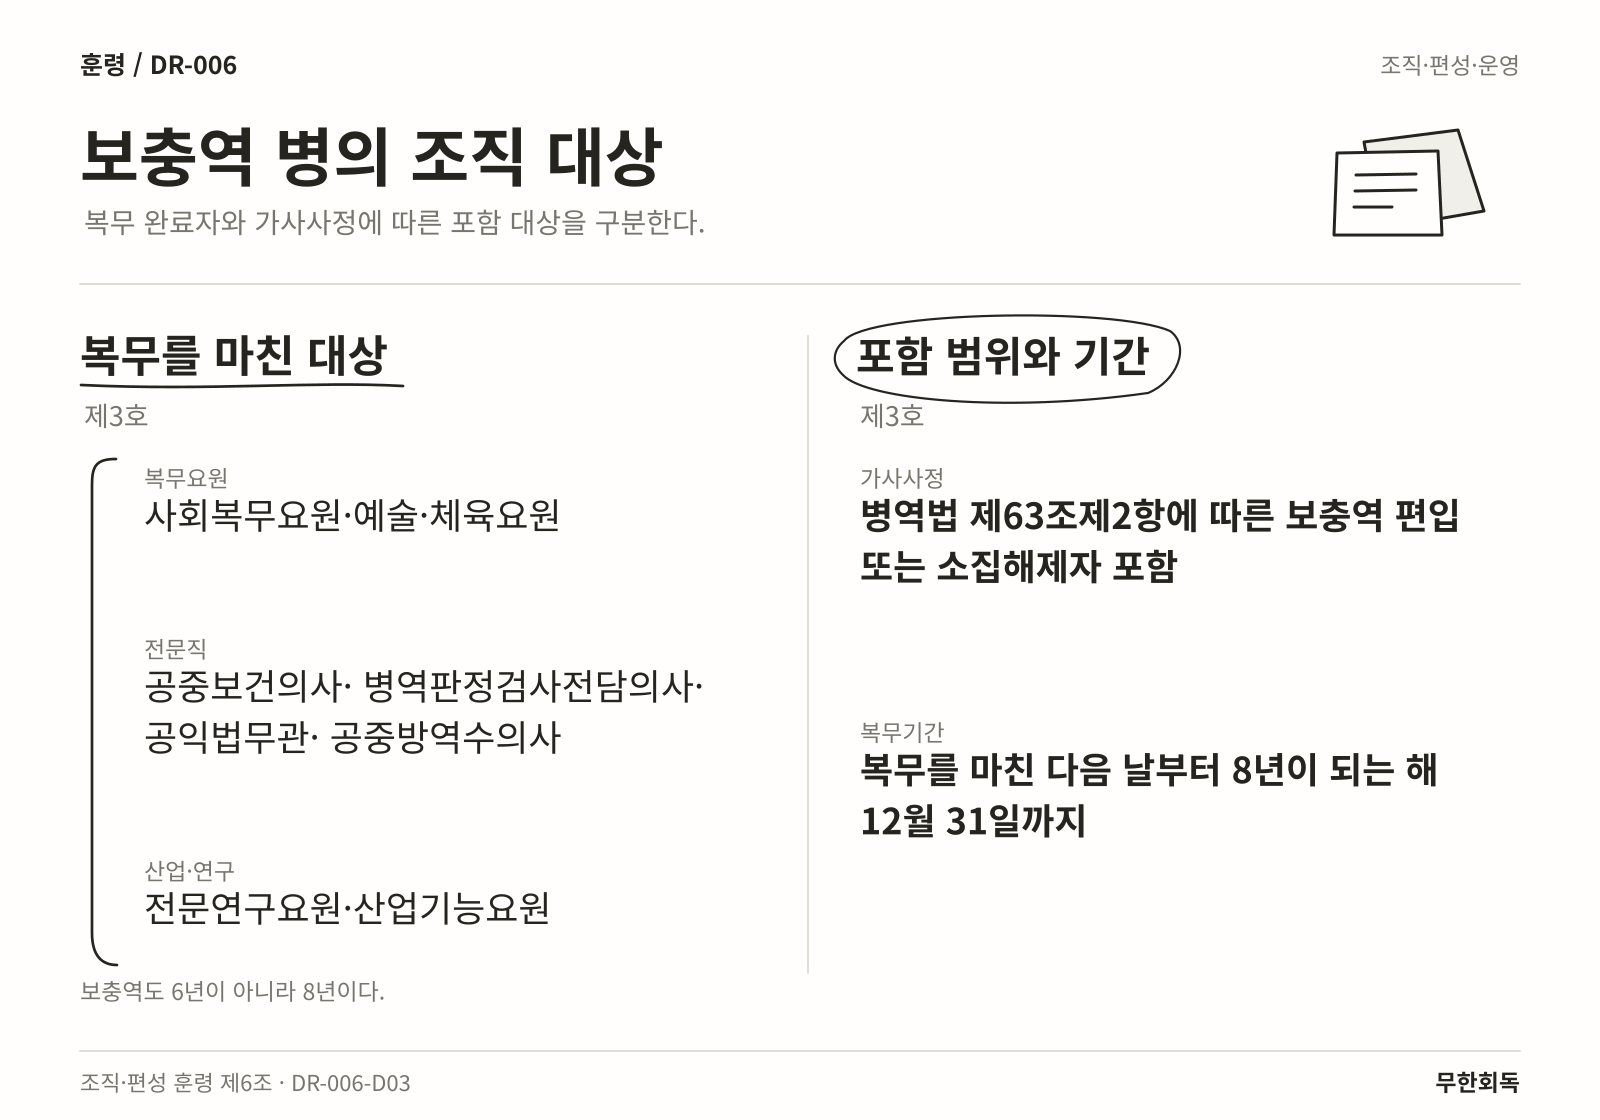 훈령 / DR-006
조직·편성·운영
보충역 병의 조직 대상
복무 완료자와 가사사정에 따른 포함 대상을 구분한다.
복무를 마친 대상
제3호
복무요원
사회복무요원·예술·체육요원
전문직
공중보건의사· 병역판정검사전담의사·
공익법무관· 공중방역수의사
산업·연구
전문연구요원·산업기능요원
보충역도 6년이 아니라 8년이다.
포함 범위와 기간
제3호
가사사정
병역법 제63조제2항에 따른 보충역 편입
또는 소집해제자 포함
복무기간
복무를 마친 다음 날부터 8년이 되는 해
12월 31일까지
조직·편성 훈령 제6조 · DR-006-D03
무한회독